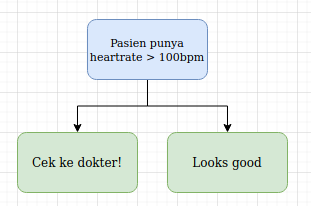 Pasien punya
heartrate > 100bpm
Cek ke dokter!
Looks good